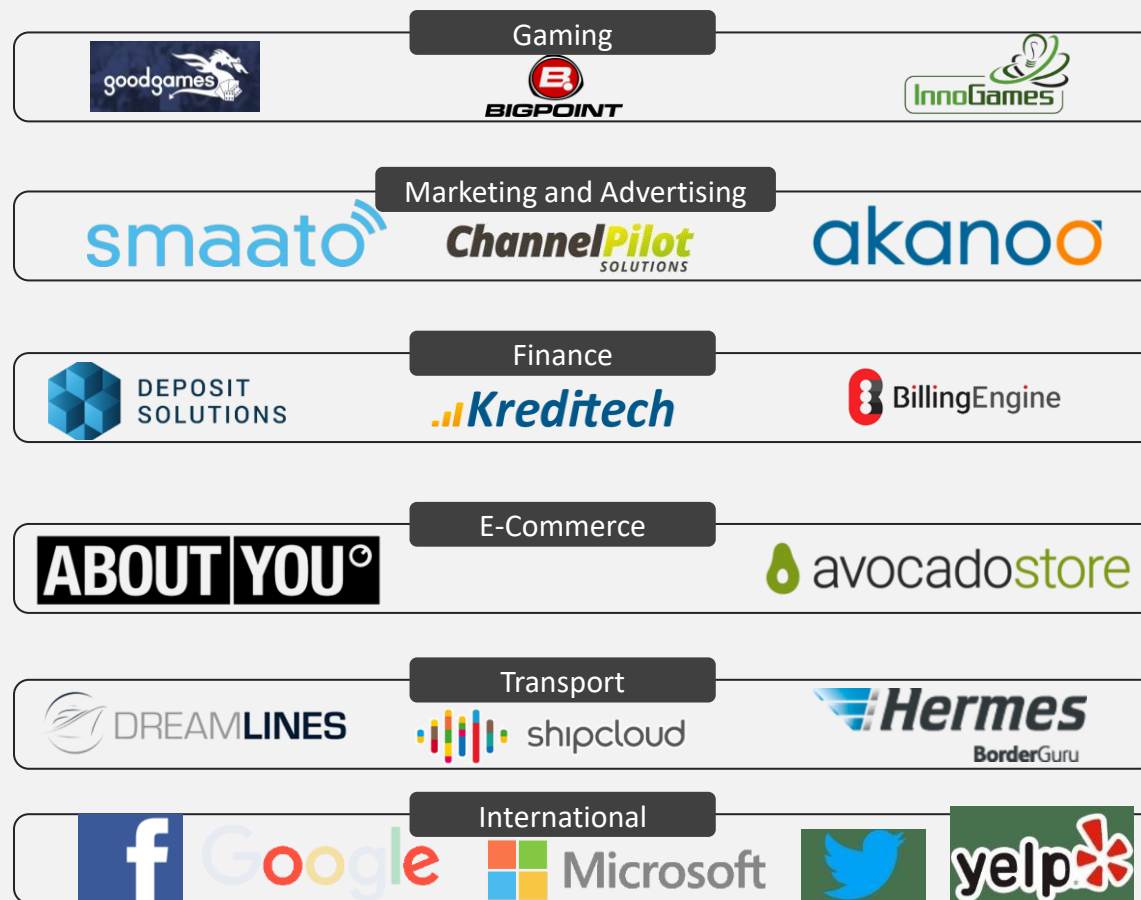 Gaming
goodgames
B.
BIGPOINT
InnoGames
Marketing and Advertising
smaato
ChannelPilot
SOLUTIONS
akanoo
Finance
DEPOSIT
SOLUTIONS
Kreditech
BillingEngine
E-Commerce
ABOUT YOU°
avocadostore
Transport
DREAMLINES
shipcloud
Hermes
BorderGuru
International
f
Google
Microsoft
yelp